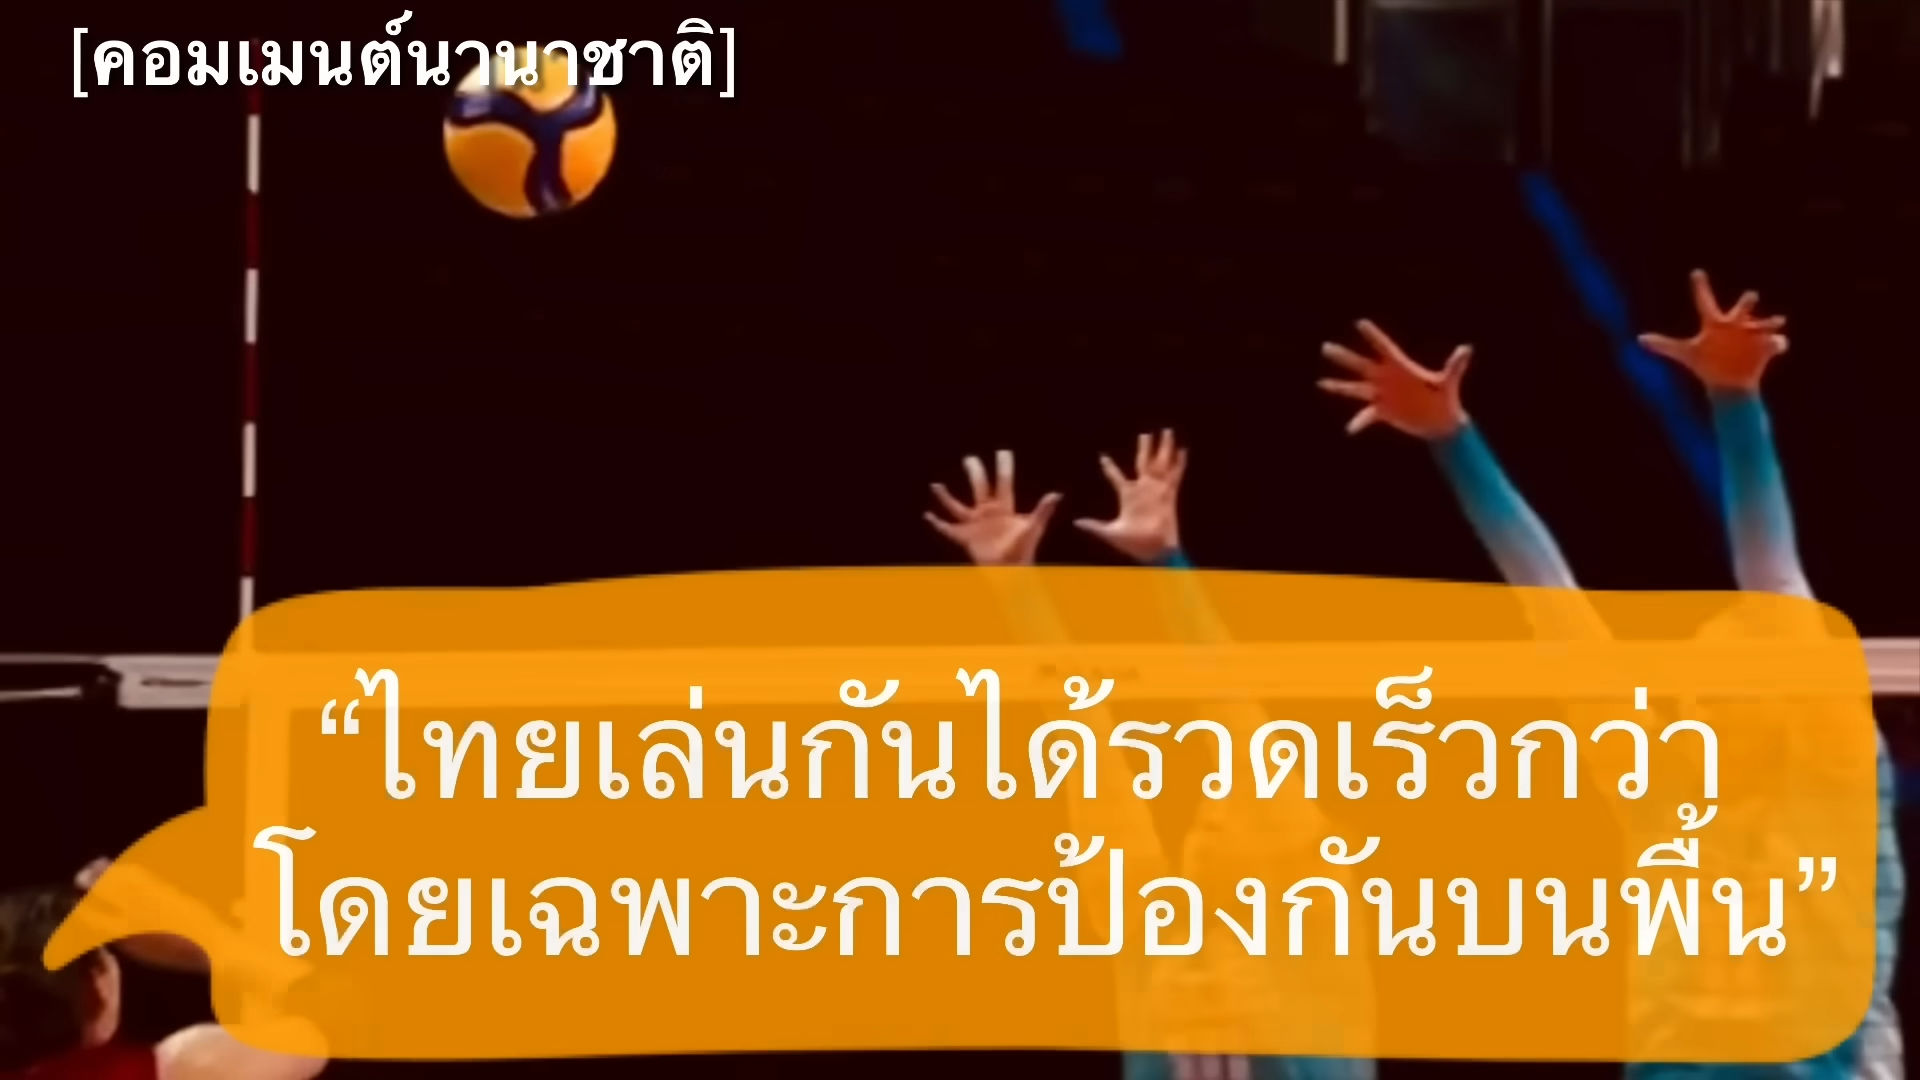 [คอมเมนต์นานาชาติ]
“ไทยเล่นกันได้รวดเร็วกว่า
โดยเฉพาะการป้องกันบนพื้น”